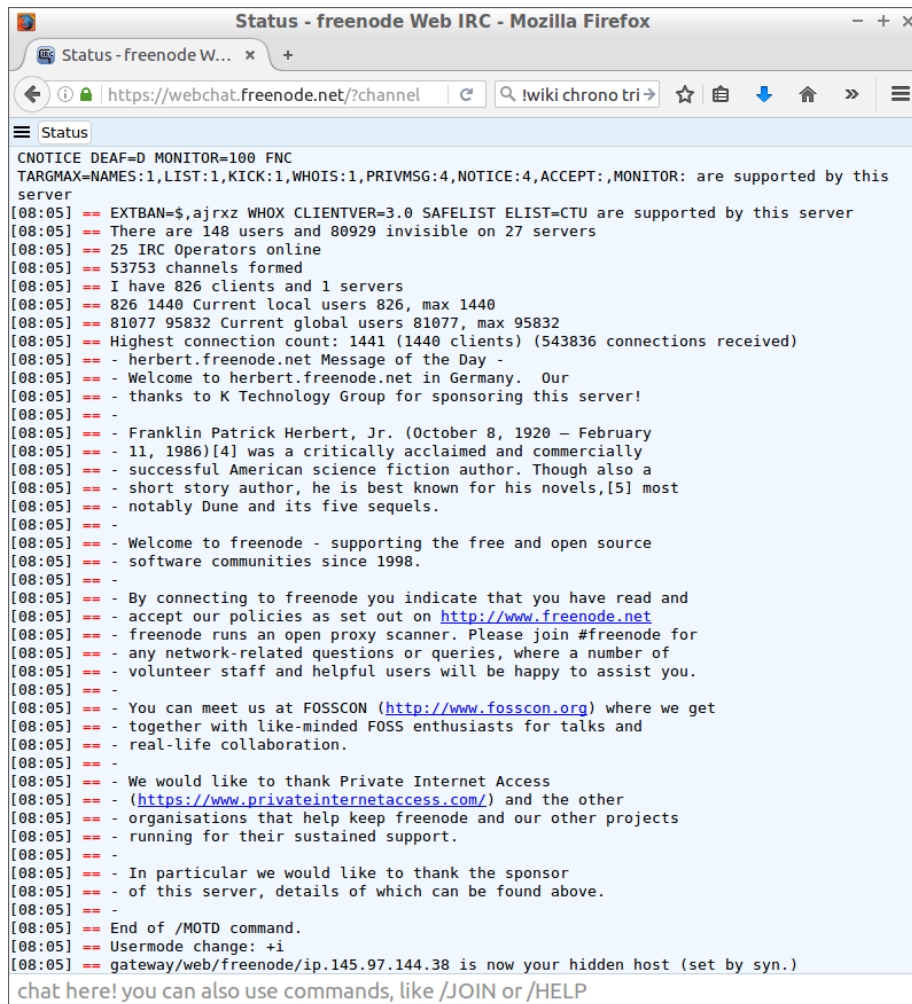 Status - freenode Web IRC - Mozilla Firefox
Status - freenode W...
https://webchat.freenode.net/?channel
!wiki chrono tri
Status
CNOTICE DEAF=D MONITOR=100 FNC
TARGMAX=NAMES:1,LIST:1,KICK:1,WHOIS:1,PRIVMSG:4,NOTICE:4,ACCEPT:,MONITOR: are supported by this
server
[08:05] == EXTBAN=$,ajrxz WHOX CLIENTVER=3.0 SAFELIST ELIST=CTU are supported by this server
[08:05] == There are 148 users and 80929 invisible on 27 servers
[08:05] == 25 IRC Operators online
[08:05] == 53753 channels formed
[08:05] == I have 826 clients and 1 servers
[08:05] == 826 1440 Current local users 826, max 1440
[08:05] == 81077 95832 Current global users 81077, max 95832
[08:05] == Highest connection count: 1441 (1440 clients) (543836 connections received)
[08:05] == - herbert.freenode.net Message of the Day -
[08:05] == - Welcome to herbert.freenode.net in Germany.  Our
[08:05] == - thanks to K Technology Group for sponsoring this server!
[08:05] == -
[08:05] == - Franklin Patrick Herbert, Jr. (October 8, 1920 – February
[08:05] == - 11, 1986)[4] was a critically acclaimed and commercially
[08:05] == - successful American science fiction author. Though also a
[08:05] == - short story author, he is best known for his novels,[5] most
[08:05] == - notably Dune and its five sequels.
[08:05] == -
[08:05] == - Welcome to freenode - supporting the free and open source
[08:05] == - software communities since 1998.
[08:05] == -
[08:05] == - By connecting to freenode you indicate that you have read and
[08:05] == - accept our policies as set out on http://www.freenode.net
[08:05] == - freenode runs an open proxy scanner. Please join #freenode for
[08:05] == - any network-related questions or queries, where a number of
[08:05] == - volunteer staff and helpful users will be happy to assist you.
[08:05] == -
[08:05] == - You can meet us at FOSSCON (http://www.fosscon.org) where we get
[08:05] == - together with like-minded FOSS enthusiasts for talks and
[08:05] == - real-life collaboration.
[08:05] == -
[08:05] == - We would like to thank Private Internet Access
[08:05] == - (https://www.privateinternetaccess.com/) and the other
[08:05] == - organisations that help keep freenode and our other projects
[08:05] == - running for their sustained support.
[08:05] == -
[08:05] == - In particular we would like to thank the sponsor
[08:05] == - of this server, details of which can be found above.
[08:05] == -
[08:05] == End of /MOTD command.
[08:05] == Usermode change: +i
[08:05] == gateway/web/freenode/ip.145.97.144.38 is now your hidden host (set by syn.)
chat here! you can also use commands, like /JOIN or /HELP